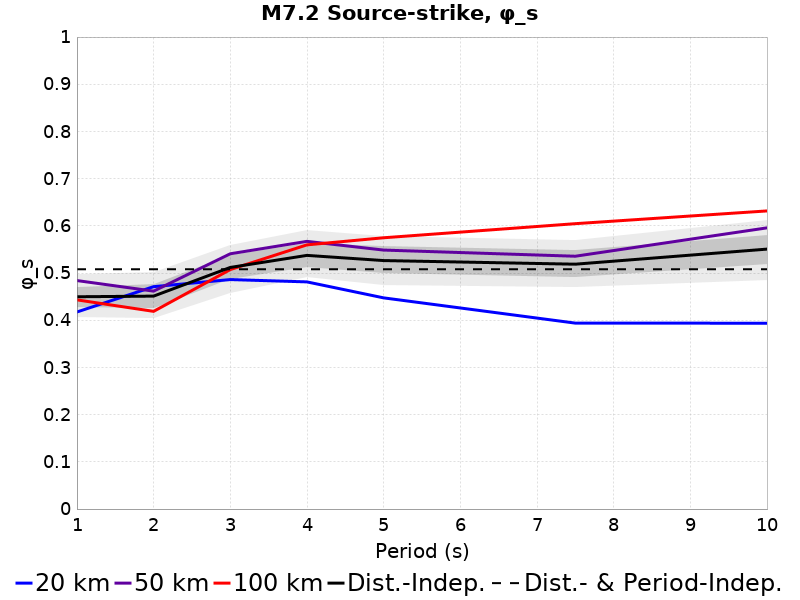 M7.2 Source-strike, φ_s
1
0.9
0.8
0.7
0.6
0.5
0.4
0.3
0.2
0.1
0
φ_s
1 2 3 4 5 6 7 8 9 10
Period (s)
20 km 50 km 100 km Dist.-Indep. Dist.- & Period-Indep.